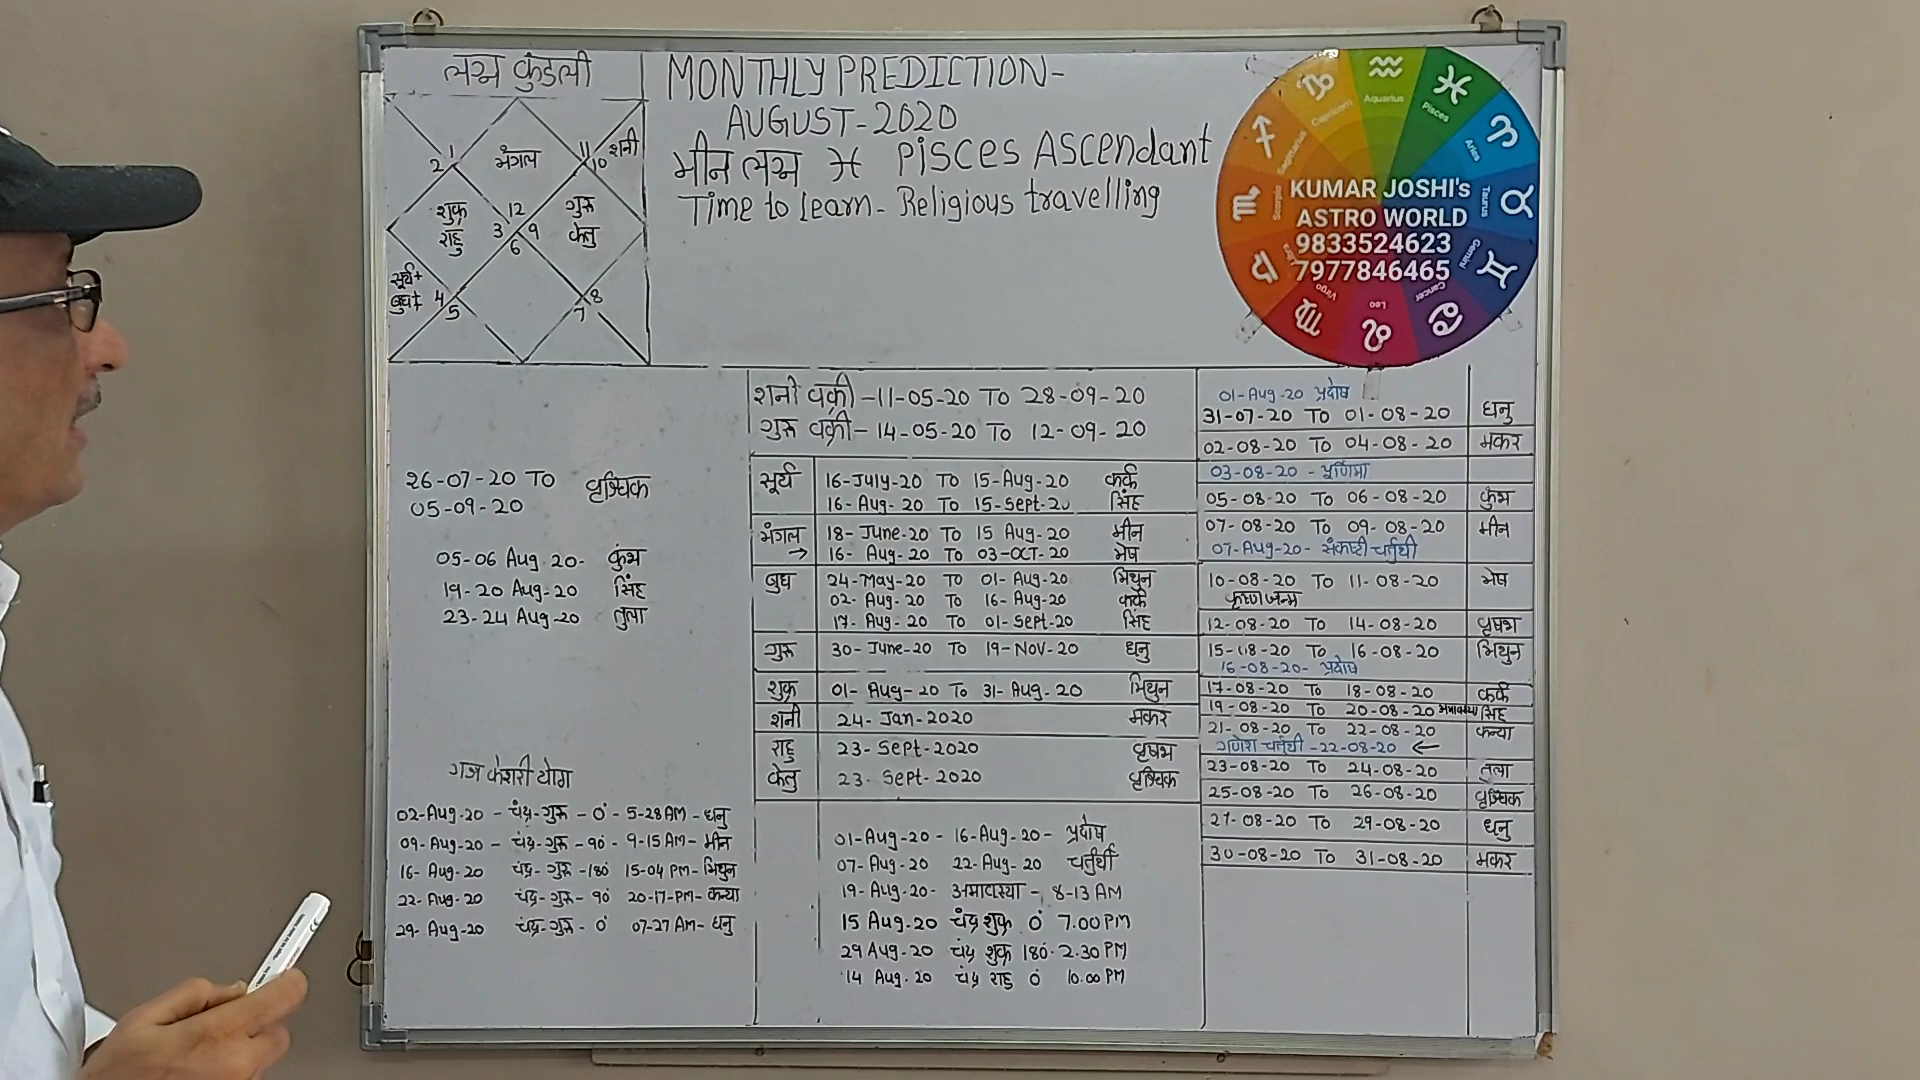 लग्न कुंडली
1
2
मंगल
11
10
शनी
शुक्र
राहु
12
3
9
6
गुरु
केतु
सूर्य+
बुध+
4
5
8
7
MONTHLY PREDICTION-
AUGUST-2020
मीन लग्न ♓ PiSCES ASCENdANT
Time to learn- Religious travelling
Capricorn
Aquarius
Pisces
Aries
Taurus
Gemini
Cancer
Leo
Virgo
Scorpio
Sagittarius
KUMAR JOSHI's
ASTRO WORLD
9833524623
7977846465
26-07-20 TO वृश्चिक
05-09-20
05-06 Aug-20- कुंभ
19-20 Aug-20 सिंह
23-24 Aug-20 तुला
गज केशरी योग
02-Aug-20 - चंद्र-गुरु - 0° - 5-28AM - धनु
09-Aug-20 - चंद्र-गुरु - 90° - 9-15AM- मीन
16- Aug-20 चंद्र-गुरु -180° 15-04 PM- मिथुन
22-Aug-20 चंद्र-गुरु- 90° 20-17-PM- कन्या
29- Aug-20 चंद्र-गुरु - 0° 07-27 AM- धनु
शनी वक्री -11-05-20 TO 28-09-20
गुरु वक्री- 14-05-20 To 12-09-20
सूर्य 16-July-20 TO 15-Aug-20 कर्क
16-Aug-20 TO 15-Sept-20 सिंह
मंगल 18- June-20 TO 15 Aug-20 मीन
→ 16- Aug-20 TO 03-OCT-20 मेष
बुध 24-May-20 TO 01-Aug-20 मिथुन
02- Aug-20 TO 16-Aug-20 कर्क
17- Aug-20 TO 01-Sept-20 सिंह
गुरु 30- June-20 TO 19-NOV-20 धनु
शुक्र 01- Aug-20 To 31-Aug-20 मिथुन
शनी 24- Jan-2020 मकर
राहु 23- Sept-2020 वृषभ
केतु 23- Sept-2020 वृश्चिक
01-Aug-20 - 16-Aug-20- प्रदोष
07-Aug-20 22-Aug-20 चतुर्थी
19-Aug-20- अमावस्या - 8-13 AM
15 Aug-20 चंद्र शुक्र 0° 7.00 PM
29 Aug-20 चंद्र शुक्र 180°- 2.30 PM
14 Aug-20 चंद्र राहु 0° 10.00 PM
01-Aug-20 प्रदोष
31-07-20 TO 01-08-20 धनु
02-08-20 TO 04-08-20 मकर
03-08-20 - पूर्णिमा
05-08-20 TO 06-08-20 कुंभ
07-08-20 TO 09-08-20 मीन
07-Aug-20- संकष्टी चर्तुथी
10-08-20 TO 11-08-20 मेष
कृष्ण जन्म
12-08-20 TO 14-08-20 वृषभ
15-08-20 TO 16-08-20 मिथुन
16-08-20- प्रदोष
17-08-20 To 18-08-20 कर्क
19-08-20 TO 20-08-20 अमावस्या सिंह
21-08-20 TO 22-08-20 कन्या
गणेश चर्तुथी -22-08-20 ←
23-08-20 TO 24-08-20 तुला
25-08-20 TO 26-08-20 वृश्चिक
27-08-20 TO 29-08-20 धनु
30-08-20 TO 31-08-20 मकर